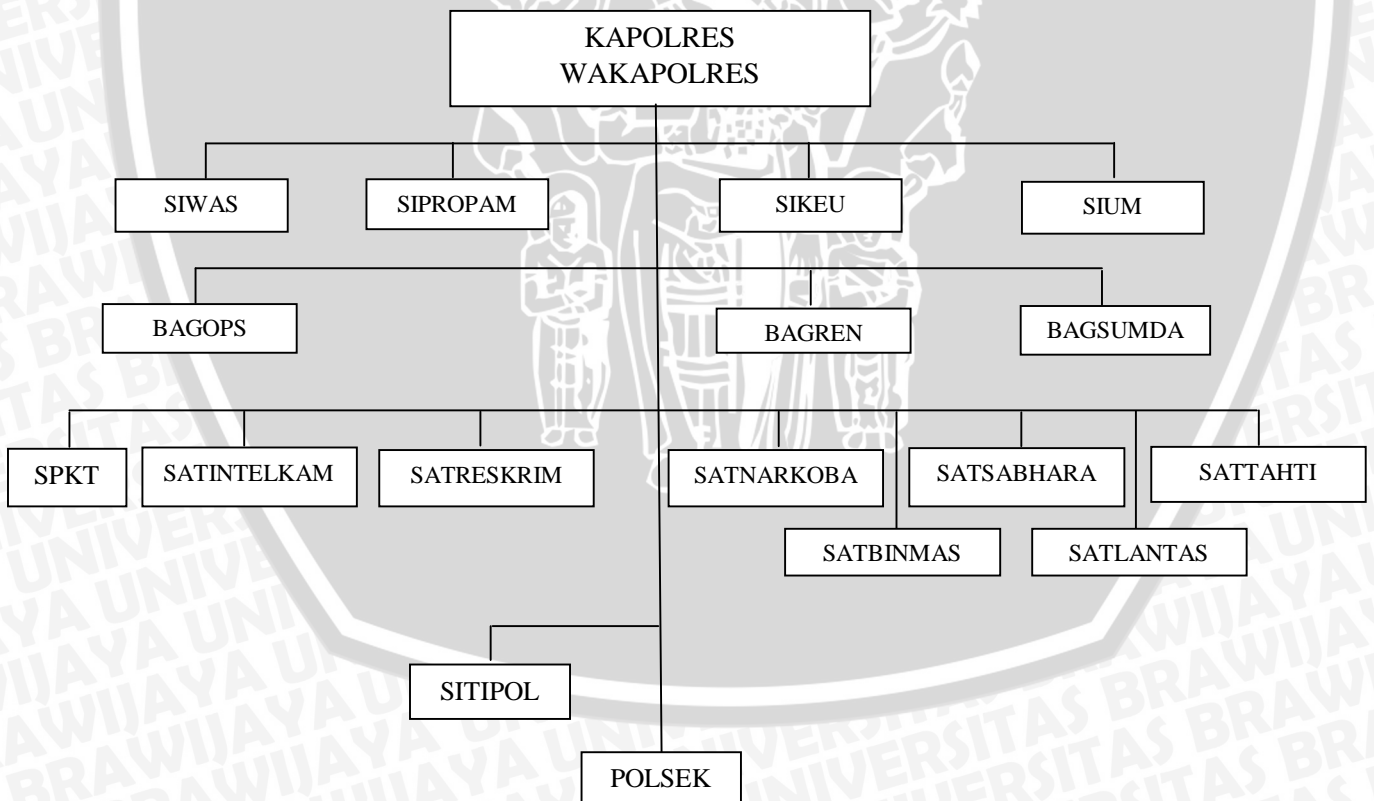 KAPOLRES
WAKAPOLRES
SIWAS
SIPROPAM
SIKEU
SIUM
BAGOPS
BAGREN
BAGSUMDA
SPKT
SATINTELKAM
SATRESKRIM
SATNARKOBA
SATSABHARA
SATTAHTI
SATBINMAS
SATLANTAS
SITIPOL
POLSEK